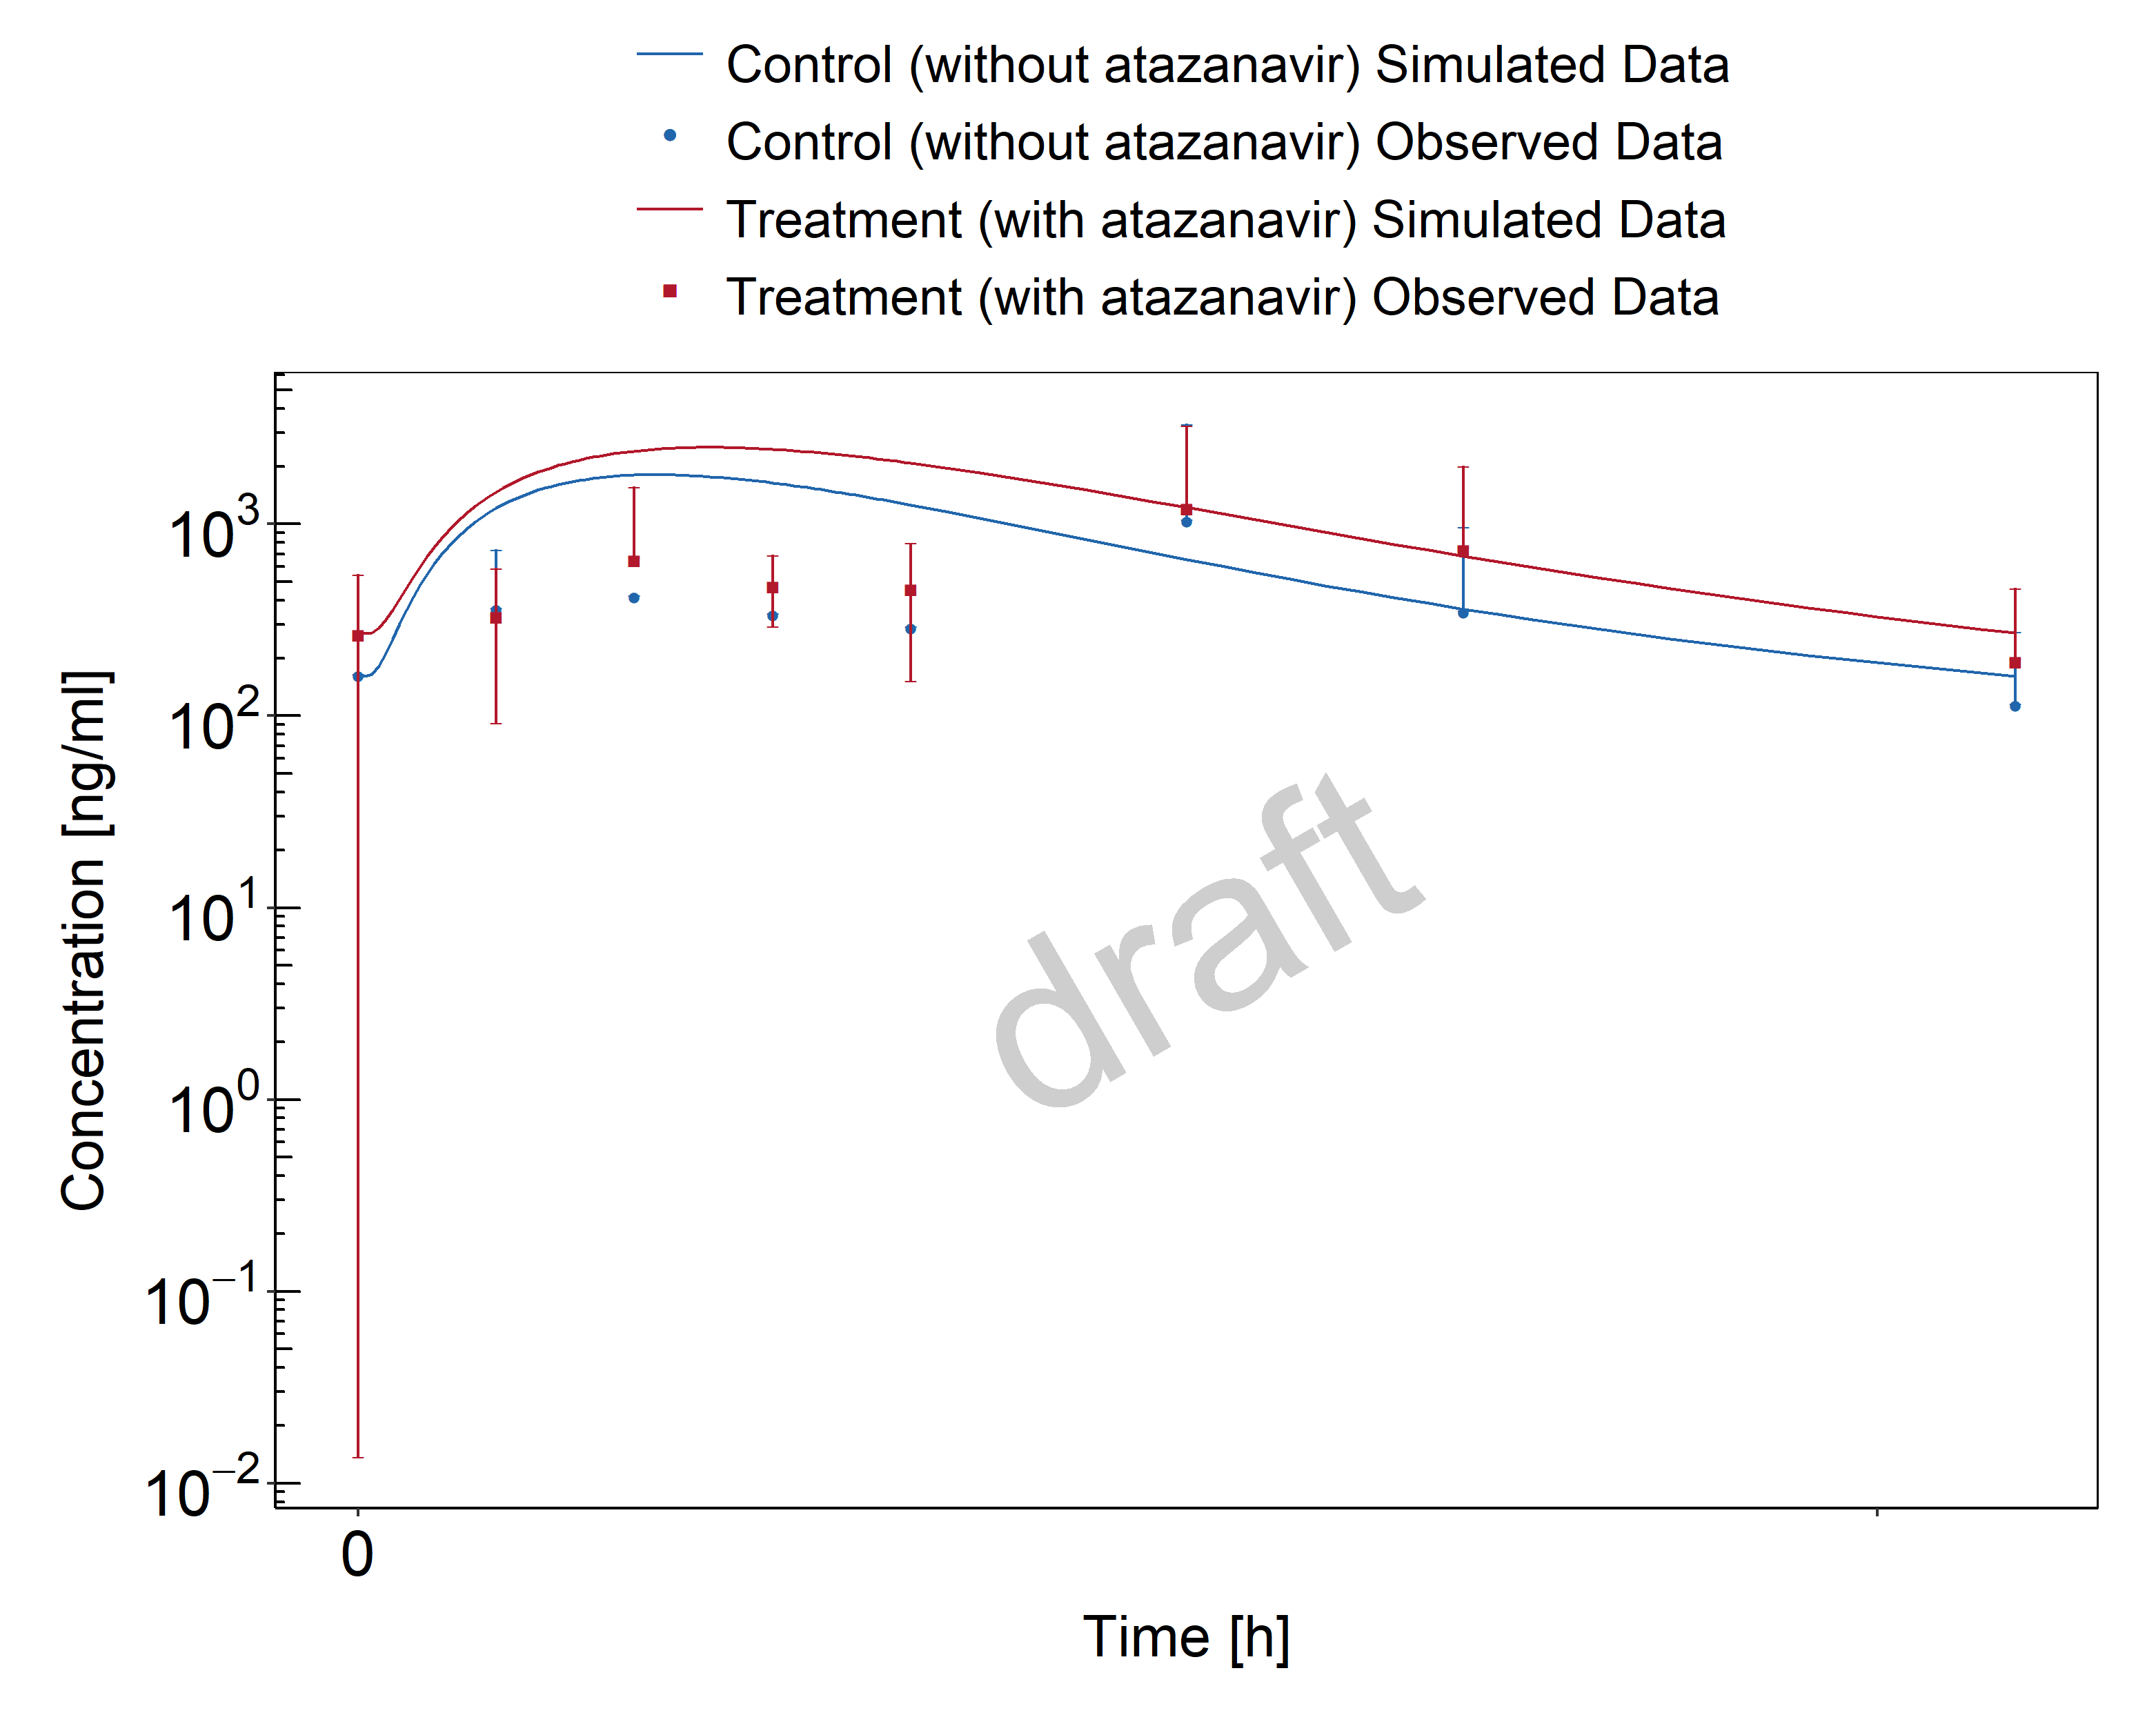 Control (without atazanavir) Simulated Data
Control (without atazanavir) Observed Data
Treatment (with atazanavir) Simulated Data
Treatment (with atazanavir) Observed Data
Concentration [ng/ml]
10³
10²
10¹
10⁰
10⁻¹
10⁻²
draft
0
Time [h]